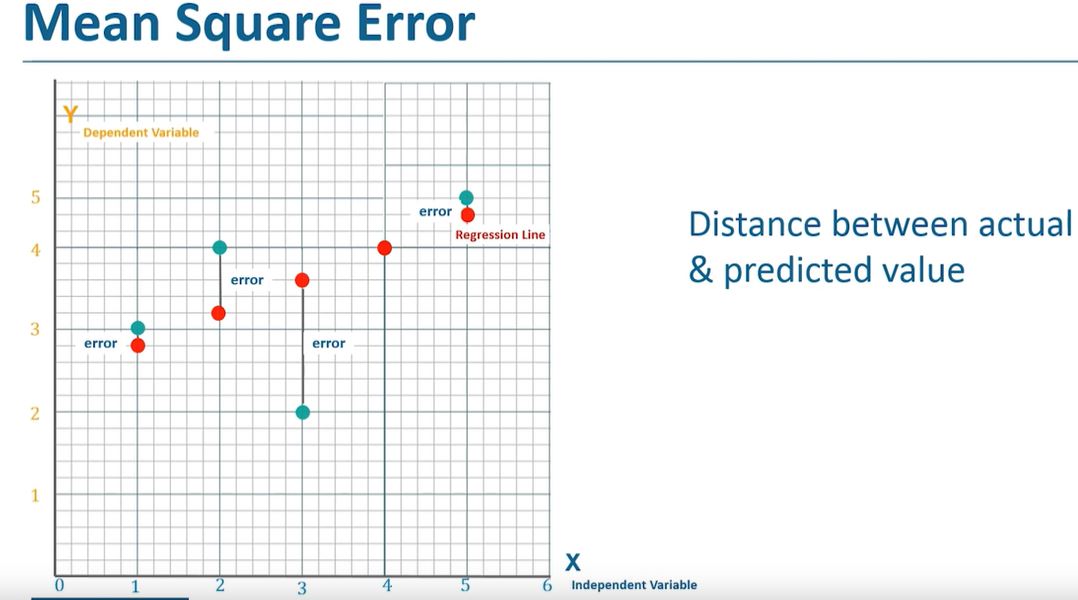 Mean Square Error
Y
Dependent Variable
5
error
Regression Line
Distance between actual
& predicted value
4
error
3
error
error
2
1
X
0 1 2 3 4 5 6
Independent Variable